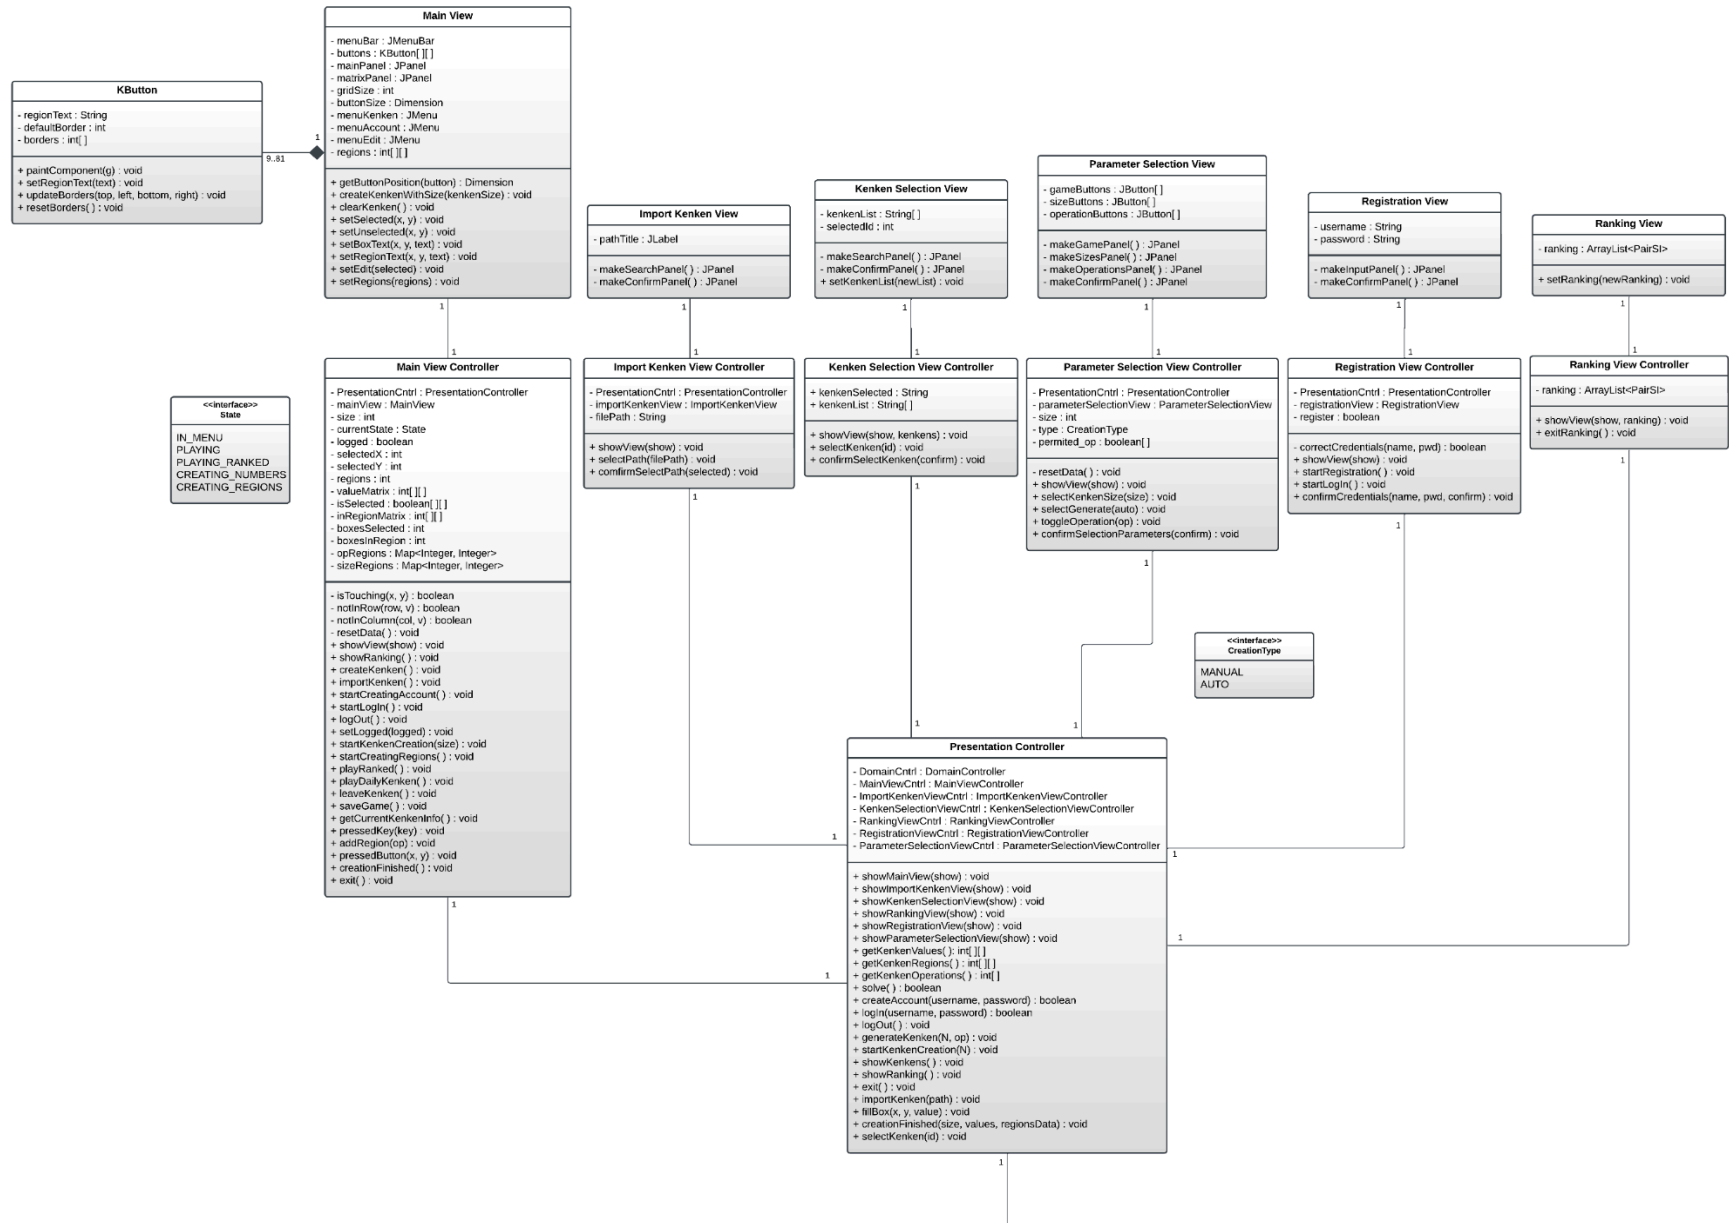 Main View
- menuBar : JMenuBar
- buttons : KButton[ ][ ]
- mainPanel : JPanel
- matrixPanel : JPanel
- gridSize : int
- buttonSize : Dimension
- menuKenken : JMenu
- menuAccount : JMenu
- menuEdit : JMenu
- regions : int[ ][ ]
+ getButtonPosition(button) : Dimension
+ createKenkenWithSize(kenkenSize) : void
+ clearKenken( ) : void
+ setSelected(x, y) : void
+ setUnselected(x, y) : void
+ setBoxText(x, y, text) : void
+ setRegionText(x, y, text) : void
+ setEdit(selected) : void
+ setRegions(regions) : void
KButton
- regionText : String
- defaultBorder : int
- borders : int[ ]
+ paintComponent(g) : void
+ setRegionText(text) : void
+ updateBorders(top, left, bottom, right) : void
+ resetBorders( ) : void
1
9..81
Import Kenken View
- pathTitle : JLabel
- makeSearchPanel( ) : JPanel
- makeConfirmPanel( ) : JPanel
Kenken Selection View
- kenkenList : String[ ]
- selectedId : int
- makeSearchPanel( ) : JPanel
- makeConfirmPanel( ) : JPanel
+ setKenkenList(newList) : void
Parameter Selection View
- gameButtons : JButton[ ]
- sizeButtons : JButton[ ]
- operationButtons : JButton[ ]
- makeGamePanel( ) : JPanel
- makeSizesPanel( ) : JPanel
- makeOperationsPanel( ) : JPanel
- makeConfirmPanel( ) : JPanel
Registration View
- username : String
- password : String
- makeInputPanel( ) : JPanel
- makeConfirmPanel( ) : JPanel
Ranking View
- ranking : ArrayList<PairSI>
+ setRanking(newRanking) : void
1
1
1
1
1
1
1
1
1
1
1
1
<<interface>>
State
IN_MENU
PLAYING
PLAYING_RANKED
CREATING_NUMBERS
CREATING_REGIONS
Main View Controller
- PresentationCntrl : PresentationController
- mainView : MainView
- size : int
- currentState : State
- logged : boolean
- selectedX : int
- selectedY : int
- regions : int
- valueMatrix : int[ ][ ]
- isSelected : boolean[ ][ ]
- inRegionMatrix : int[ ][ ]
- boxesSelected : int
- boxesInRegion : int
- opRegions : Map<Integer, Integer>
- sizeRegions : Map<Integer, Integer>
- isTouching(x, y) : boolean
- notInRow(row, v) : boolean
- notInColumn(col, v) : boolean
- resetData( ) : void
+ showView(show) : void
+ showRanking( ) : void
+ createKenken( ) : void
+ importKenken( ) : void
+ startCreatingAccount( ) : void
+ startLogIn( ) : void
+ logOut( ) : void
+ setLogged(logged) : void
+ startKenkenCreation(size) : void
+ startCreatingRegions( ) : void
+ playRanked( ) : void
+ playDailyKenken( ) : void
+ leaveKenken( ) : void
+ saveGame( ) : void
+ getCurrentKenkenInfo( ) : void
+ pressedKey(key) : void
+ addRegion(op) : void
+ pressedButton(x, y) : void
+ creationFinished( ) : void
+ exit( ) : void
Import Kenken View Controller
- PresentationCntrl : PresentationController
- importKenkenView : ImportKenkenView
- filePath : String
+ showView(show) : void
+ selectPath(filePath) : void
+ comfirmSelectPath(selected) : void
Kenken Selection View Controller
+ kenkenSelected : String
+ kenkenList : String[ ]
+ showView(show, kenkens) : void
+ selectKenken(id) : void
+ confirmSelectKenken(confirm) : void
Parameter Selection View Controller
- PresentationCntrl : PresentationController
- parameterSelectionView : ParameterSelectionView
- size : int
- type : CreationType
- permited_op : boolean[ ]
- resetData( ) : void
+ showView(show) : void
+ selectKenkenSize(size) : void
+ selectGenerate(auto) : void
+ toggleOperation(op) : void
+ confirmSelectionParameters(confirm) : void
Registration View Controller
- PresentationCntrl : PresentationController
- registrationView : RegistrationView
- register : boolean
- correctCredentials(name, pwd) : boolean
+ showView(show) : void
+ startRegistration( ) : void
+ startLogIn( ) : void
+ confirmCredentials(name, pwd, confirm) : void
Ranking View Controller
- ranking : ArrayList<PairSI>
+ showView(show, ranking) : void
+ exitRanking( ) : void
1
1
1
1
1
1
<<interface>>
CreationType
MANUAL
AUTO
1
1
1
1
1
1
Presentation Controller
- DomainCntrl : DomainController
- MainViewCntrl : MainViewController
- ImportKenkenViewCntrl : ImportKenkenViewController
- KenkenSelectionViewCntrl : KenkenSelectionViewController
- RankingViewCntrl : RankingViewController
- RegistrationViewCntrl : RegistrationViewController
- ParameterSelectionViewCntrl : ParameterSelectionViewController
+ showMainView(show) : void
+ showImportKenkenView(show) : void
+ showKenkenSelectionView(show) : void
+ showRankingView(show) : void
+ showRegistrationView(show) : void
+ showParameterSelectionView(show) : void
+ getKenkenValues( ): int[ ][ ]
+ getKenkenRegions( ) : int[ ][ ]
+ getKenkenOperations( ) : int[ ]
+ solve( ) : boolean
+ createAccount(username, password) : boolean
+ logIn(username, password) : boolean
+ logOut( ) : void
+ generateKenken(N, op) : void
+ startKenkenCreation(N) : void
+ showKenkens( ) : void
+ showRanking( ) : void
+ exit( ) : void
+ importKenken(path) : void
+ fillBox(x, y, value) : void
+ creationFinished(size, values, regionsData) : void
+ selectKenken(id) : void
1